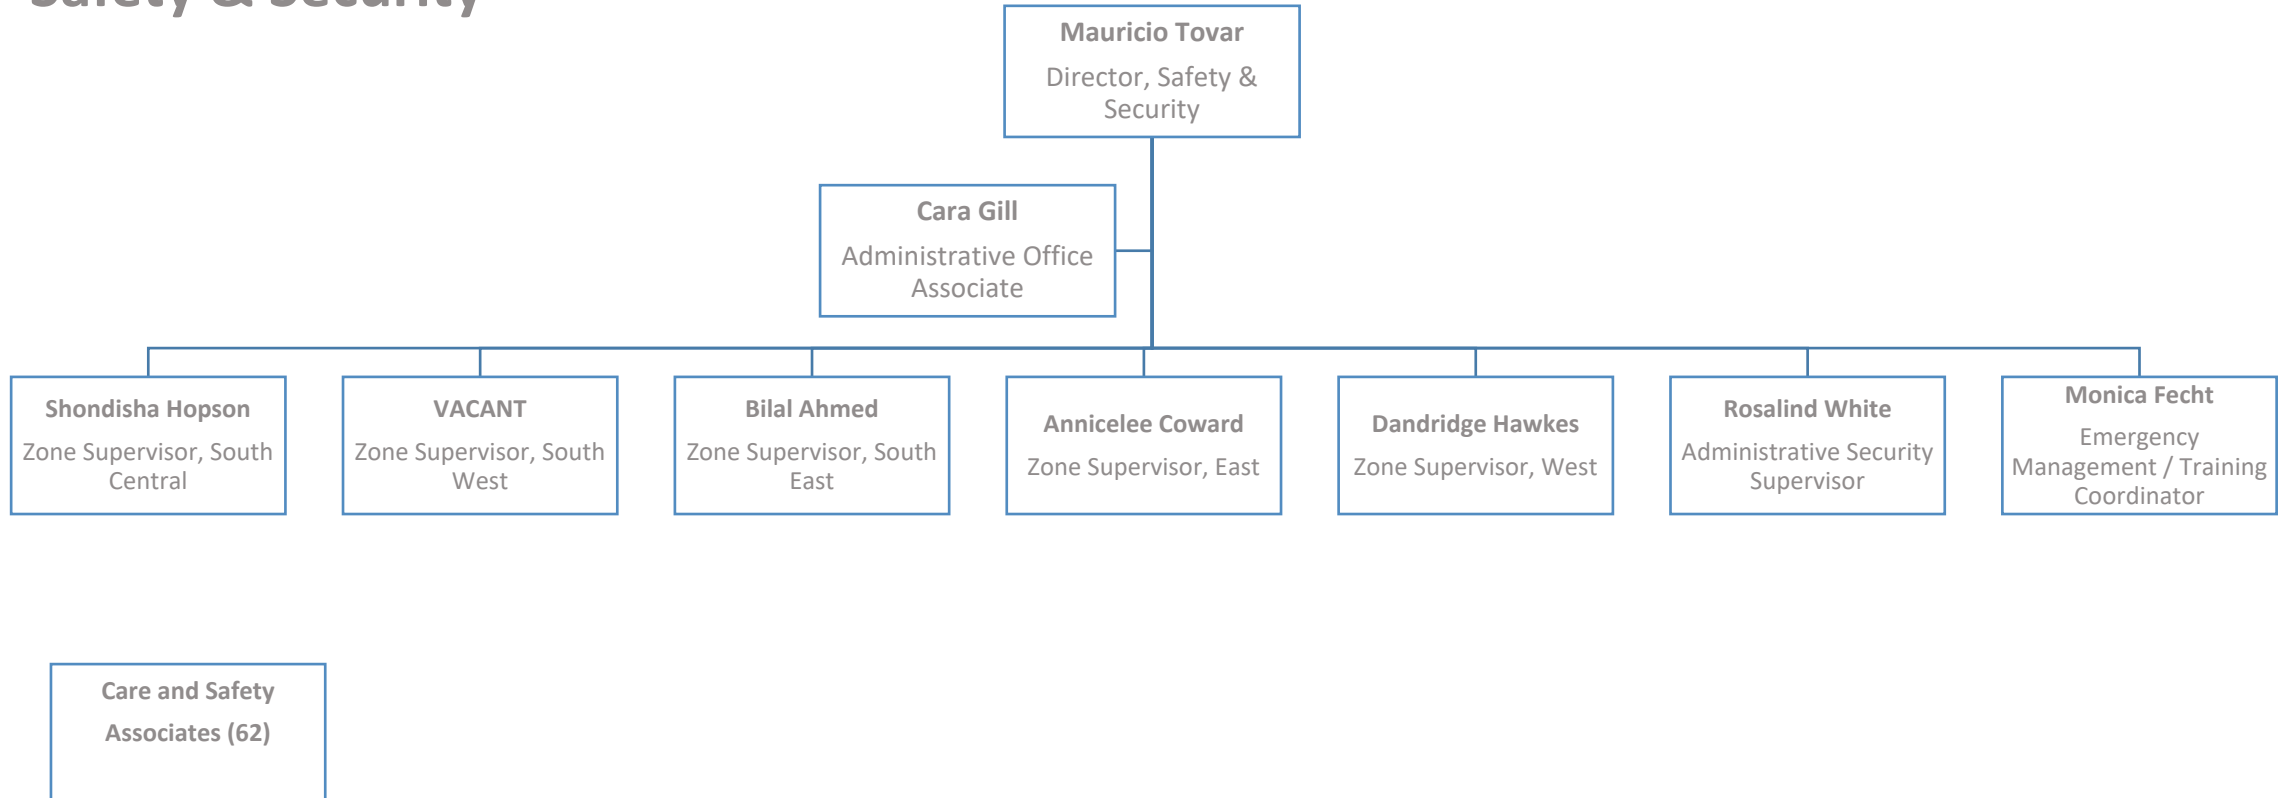 Safety & Security
Mauricio Tovar
Director, Safety &
Security
Cara Gill
Administrative Office
Associate
Shondisha Hopson
Zone Supervisor, South
Central
VACANT
Zone Supervisor, South
West
Bilal Ahmed
Zone Supervisor, South
East
Annicelee Coward
Zone Supervisor, East
Dandridge Hawkes
Zone Supervisor, West
Rosalind White
Administrative Security
Supervisor
Monica Fecht
Emergency
Management / Training
Coordinator
Care and Safety
Associates (62)